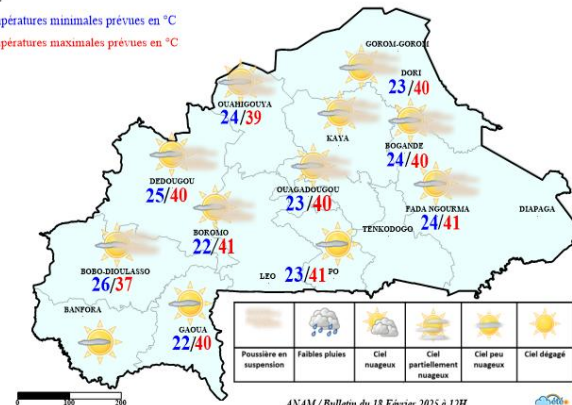 pératures minimales prévues en °C
pératures maximales prévues en °C
GOROM-GOROM
DORI
23/40
OUAHIGOUYA
24/39
KAYA
BOGANDE
24/40
DEDOUGOU
25/40
OUAGADOUGOU
23/40
FADA NGOURMA
24/41
DIAPAGA
BOROMO
22/41
TENKODOGO
BOBO-DIOULASSO
26/37
LEO
23/41 PO
BANFORA
GAOUA
22/40
Poussière en suspension
Faibles pluies
Ciel nuageux
Ciel partiellement nuageux
Ciel peu nuageux
Ciel dégagé
0 100 200
ANAM / Bulletin du 18 Février 2025 à 12H